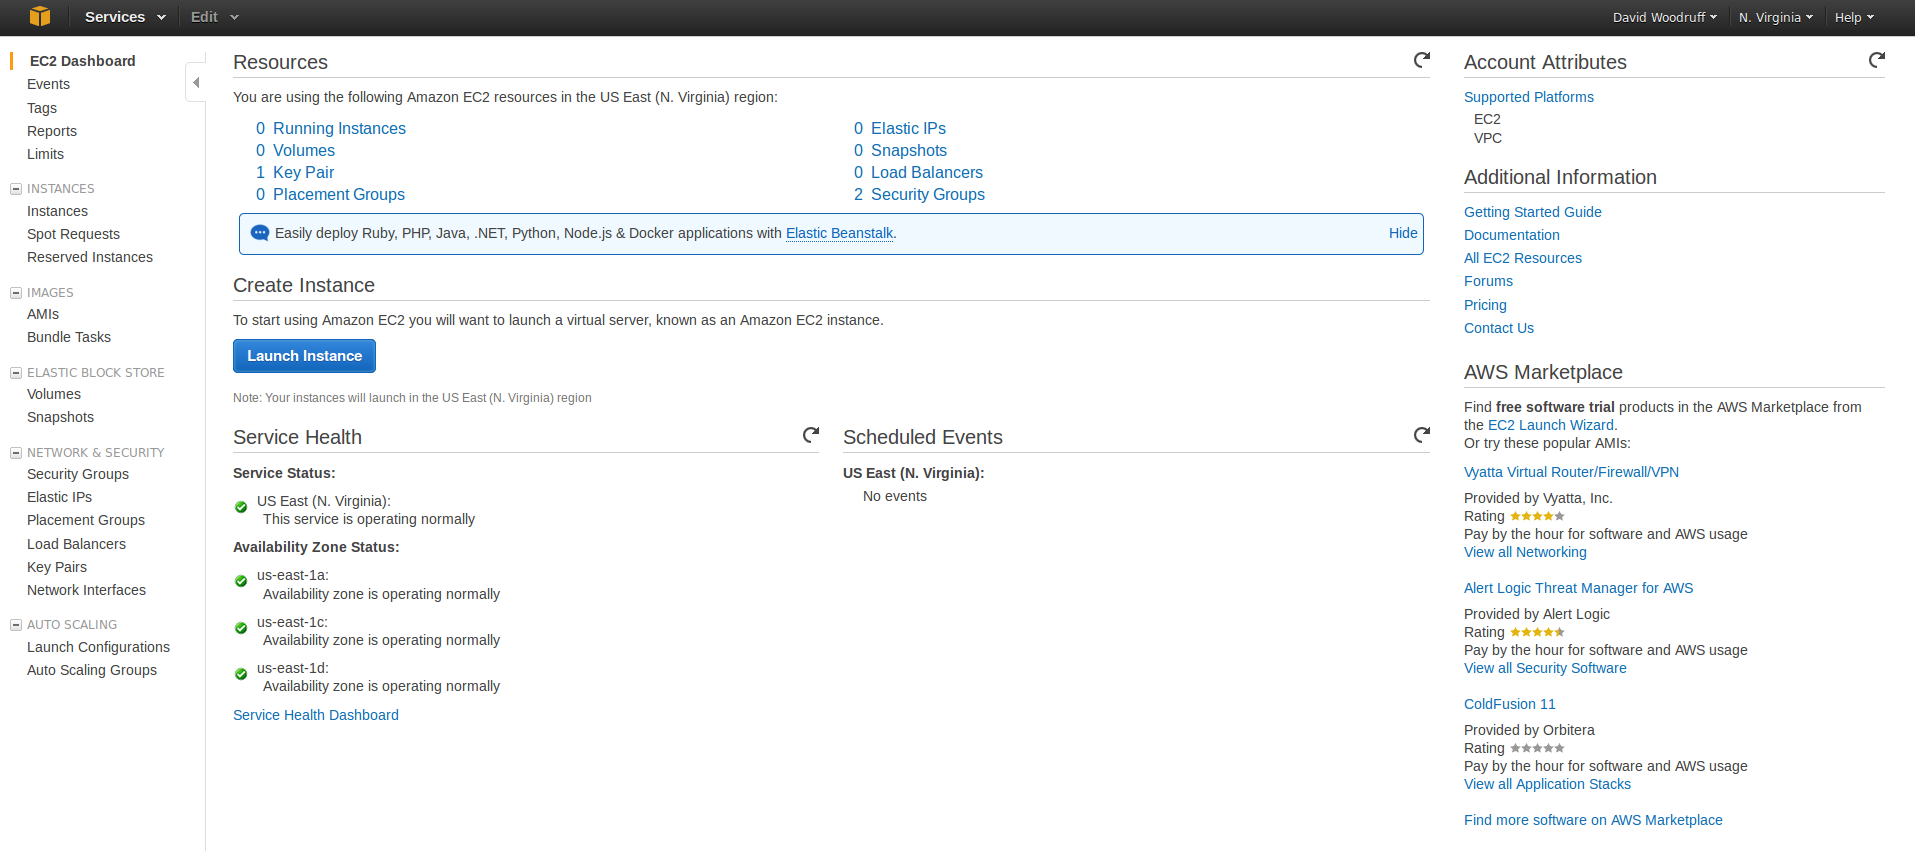 Services Edit David Woodruff N. Virginia Help
EC2 Dashboard
Events
Tags
Reports
Limits
INSTANCES
Instances
Spot Requests
Reserved Instances
IMAGES
AMIs
Bundle Tasks
ELASTIC BLOCK STORE
Volumes
Snapshots
NETWORK & SECURITY
Security Groups
Elastic IPs
Placement Groups
Load Balancers
Key Pairs
Network Interfaces
AUTO SCALING
Launch Configurations
Auto Scaling Groups
Resources
You are using the following Amazon EC2 resources in the US East (N. Virginia) region:
0 Running Instances
0 Volumes
1 Key Pair
0 Placement Groups
0 Elastic IPs
0 Snapshots
0 Load Balancers
2 Security Groups
Easily deploy Ruby, PHP, Java, .NET, Python, Node.js & Docker applications with Elastic Beanstalk. Hide
Create Instance
To start using Amazon EC2 you will want to launch a virtual server, known as an Amazon EC2 instance.
Launch Instance
Note: Your instances will launch in the US East (N. Virginia) region
Service Health
Service Status:
US East (N. Virginia):
This service is operating normally
Availability Zone Status:
us-east-1a:
Availability zone is operating normally
us-east-1c:
Availability zone is operating normally
us-east-1d:
Availability zone is operating normally
Service Health Dashboard
Scheduled Events
US East (N. Virginia):
No events
Account Attributes
Supported Platforms
EC2
VPC
Additional Information
Getting Started Guide
Documentation
All EC2 Resources
Forums
Pricing
Contact Us
AWS Marketplace
Find free software trial products in the AWS Marketplace from
the EC2 Launch Wizard.
Or try these popular AMIs:
Vyatta Virtual Router/Firewall/VPN
Provided by Vyatta, Inc.
Rating
Pay by the hour for software and AWS usage
View all Networking
Alert Logic Threat Manager for AWS
Provided by Alert Logic
Rating
Pay by the hour for software and AWS usage
View all Security Software
ColdFusion 11
Provided by Orbitera
Rating
Pay by the hour for software and AWS usage
View all Application Stacks
Find more software on AWS Marketplace